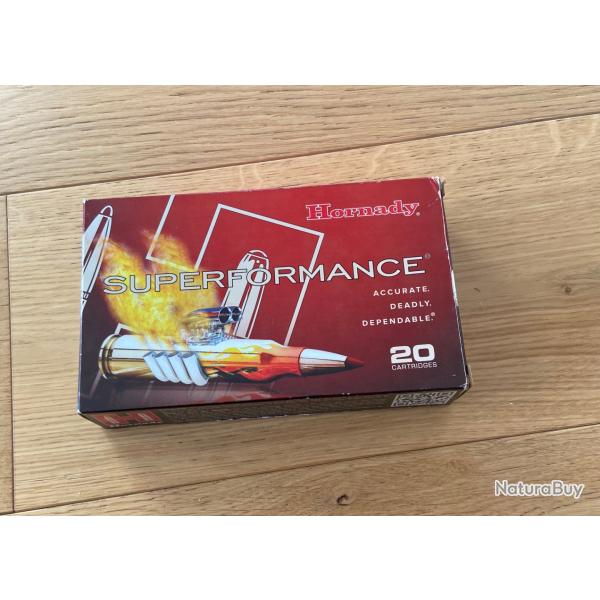 Hornady®
SUPERFORMANCE®
ACCURATE.
DEADLY.
DEPENDABLE.®
20
CARTRIDGES
NaturaBuy